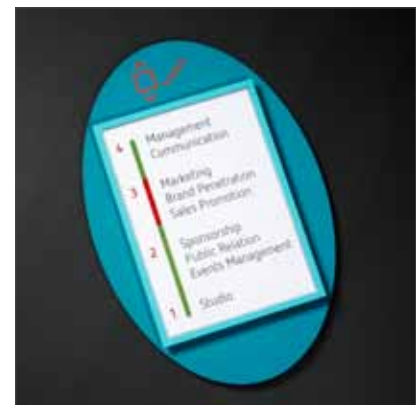 4 Management
Communication
3 Marketing
Brand Penetration
Sales Promotion
2 Sponsorship
Public Relation
Events Management
1 Studio